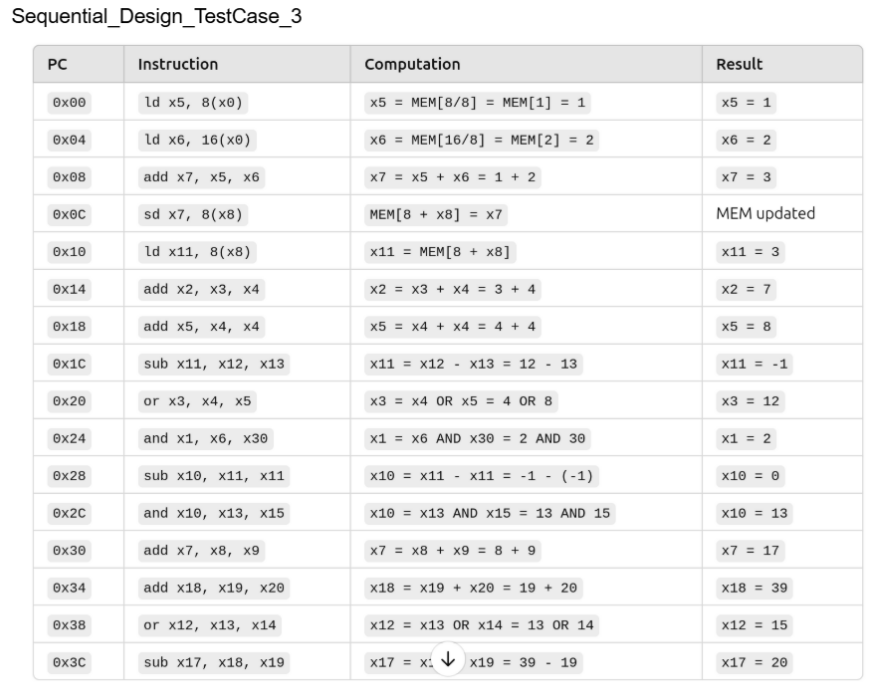 Sequential_Design_TestCase_3
PC Instruction Computation Result
0x00 ld x5, 8(x0) x5 = MEM[8/8] = MEM[1] = 1 x5 = 1
0x04 ld x6, 16(x0) x6 = MEM[16/8] = MEM[2] = 2 x6 = 2
0x08 add x7, x5, x6 x7 = x5 + x6 = 1 + 2 x7 = 3
0x0C sd x7, 8(x8) MEM[8 + x8] = x7 MEM updated
0x10 ld x11, 8(x8) x11 = MEM[8 + x8] x11 = 3
0x14 add x2, x3, x4 x2 = x3 + x4 = 3 + 4 x2 = 7
0x18 add x5, x4, x4 x5 = x4 + x4 = 4 + 4 x5 = 8
0x1C sub x11, x12, x13 x11 = x12 - x13 = 12 - 13 x11 = -1
0x20 or x3, x4, x5 x3 = x4 OR x5 = 4 OR 8 x3 = 12
0x24 and x1, x6, x30 x1 = x6 AND x30 = 2 AND 30 x1 = 2
0x28 sub x10, x11, x11 x10 = x11 - x11 = -1 - (-1) x10 = 0
0x2C and x10, x13, x15 x10 = x13 AND x15 = 13 AND 15 x10 = 13
0x30 add x7, x8, x9 x7 = x8 + x9 = 8 + 9 x7 = 17
0x34 add x18, x19, x20 x18 = x19 + x20 = 19 + 20 x18 = 39
0x38 or x12, x13, x14 x12 = x13 OR x14 = 13 OR 14 x12 = 15
0x3C sub x17, x18, x19 x17 = x19 = 39 - 19 x17 = 20